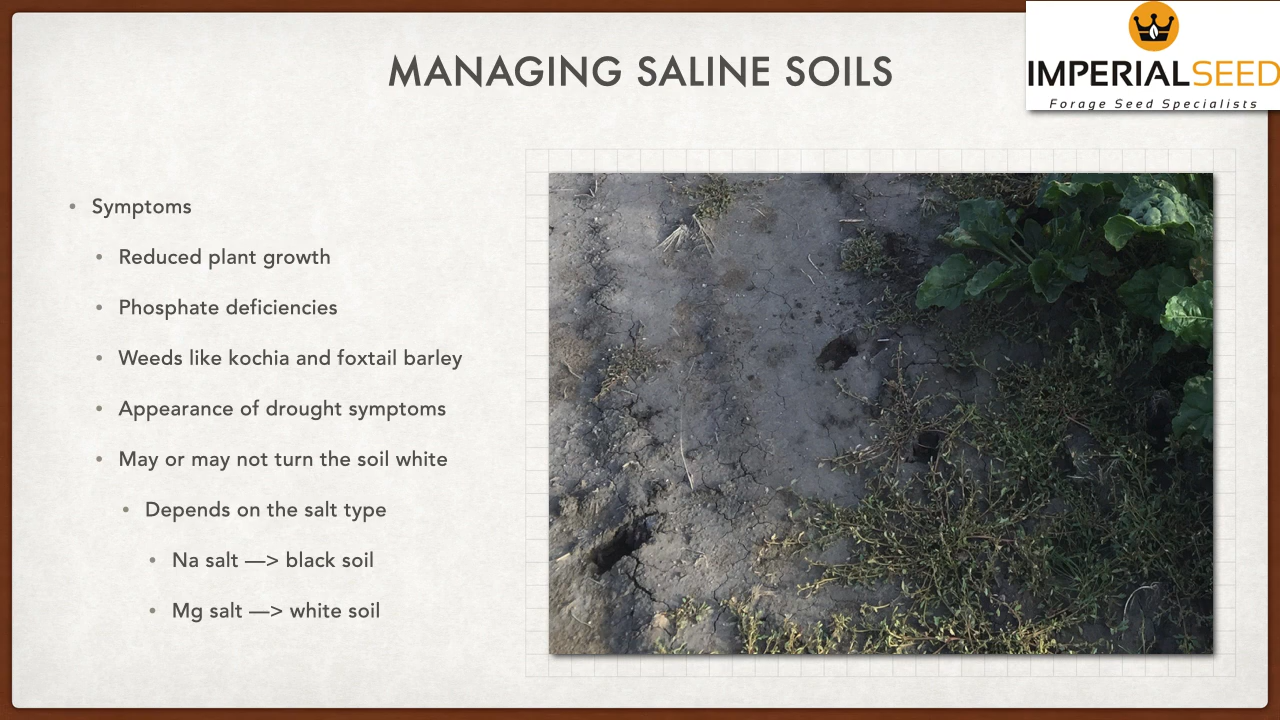 MANAGING SALINE SOILS
IMPERIALSEED
Forage Seed Specialists
• Symptoms
• Reduced plant growth
• Phosphate deficiencies
• Weeds like kochia and foxtail barley
• Appearance of drought symptoms
• May or may not turn the soil white
• Depends on the salt type
• Na salt —> black soil
• Mg salt —> white soil